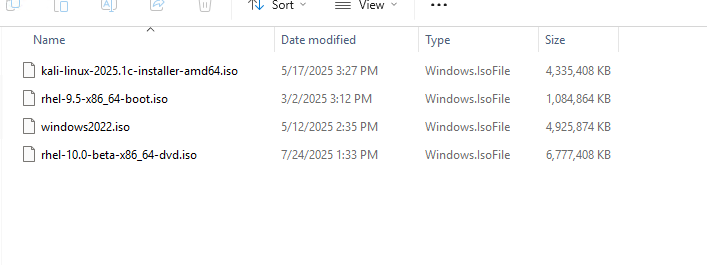 Sort View
Name Date modified Type Size
kali-linux-2025.1c-installer-amd64.iso 5/17/2025 3:27 PM Windows.IsoFile 4,335,408 KB
rhel-9.5-x86_64-boot.iso 3/2/2025 3:12 PM Windows.IsoFile 1,084,864 KB
windows2022.iso 5/12/2025 2:35 PM Windows.IsoFile 4,925,874 KB
rhel-10.0-beta-x86_64-dvd.iso 7/24/2025 1:33 PM Windows.IsoFile 6,777,408 KB